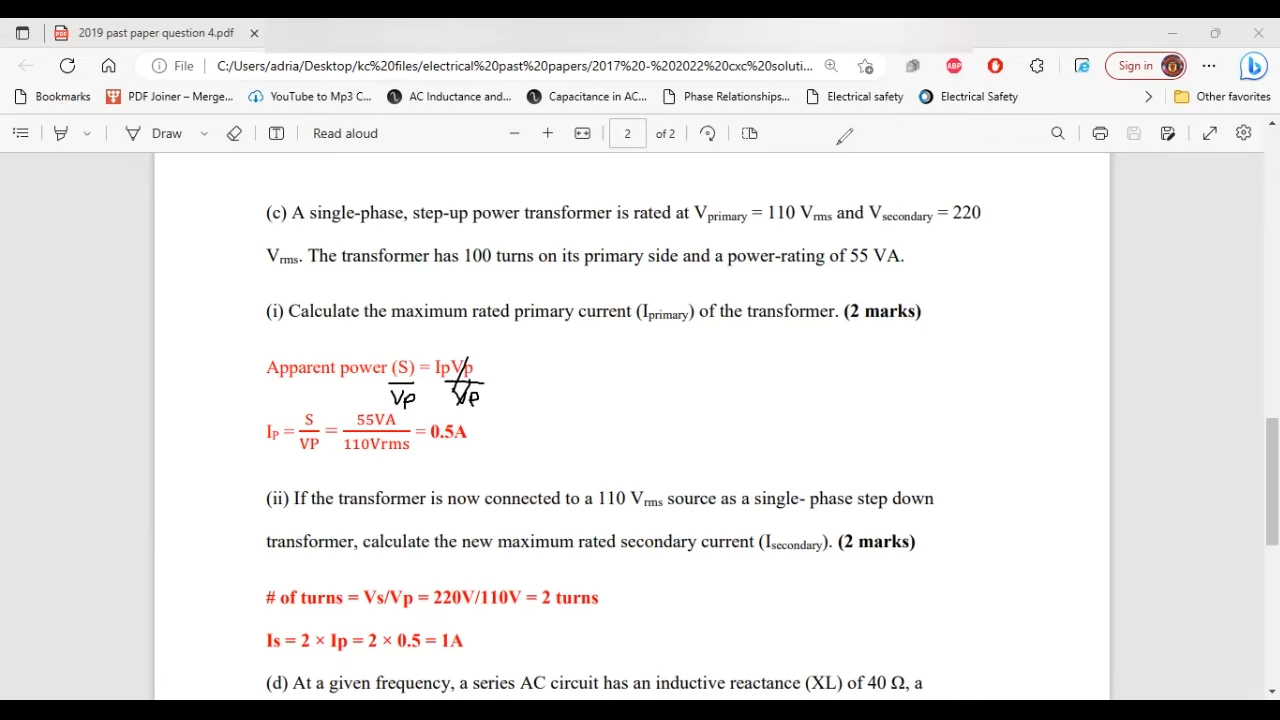 2019 past paper question 4.pdf
File C:/Users/adria/Desktop/kc%20files/electrical%20past%20papers/2017%20-%202022%20cxc%20soluti... Sign in
Bookmarks PDF Joiner – Merge... YouTube to Mp3 C... AC Inductance and... Capacitance in AC... Phase Relationships... Electrical safety Electrical Safety Other favorites
Draw Read aloud 2 of 2
(c) A single-phase, step-up power transformer is rated at Vprimary = 110 Vrms and Vsecondary = 220
Vrms. The transformer has 100 turns on its primary side and a power-rating of 55 VA.
(i) Calculate the maximum rated primary current (Iprimary) of the transformer. (2 marks)
Apparent power (S) = IpVp
Vp Vp
IP = S/VP = 55VA/110Vrms = 0.5A
(ii) If the transformer is now connected to a 110 Vrms source as a single- phase step down
transformer, calculate the new maximum rated secondary current (Isecondary). (2 marks)
# of turns = Vs/Vp = 220V/110V = 2 turns
Is = 2 × Ip = 2 × 0.5 = 1A
(d) At a given frequency, a series AC circuit has an inductive reactance (XL) of 40 Ω, a